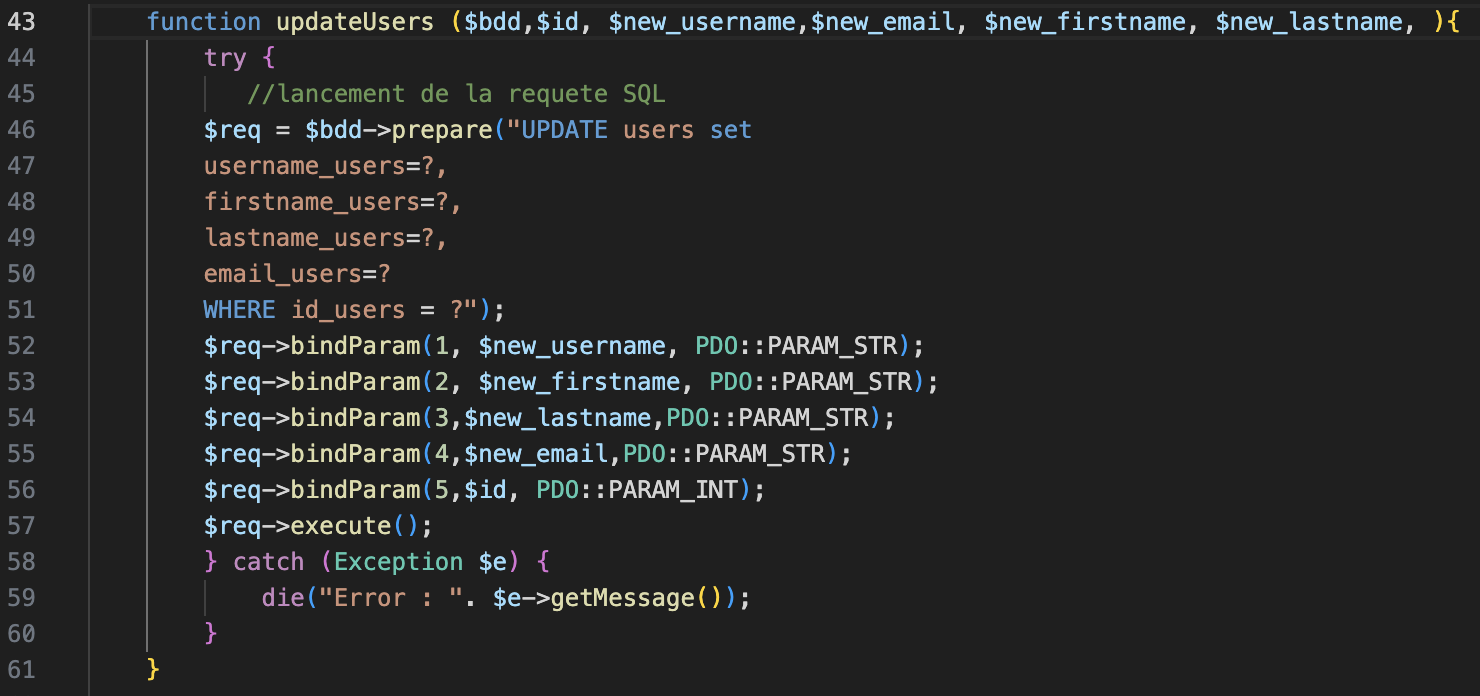 43 function updateUsers ($bdd,$id, $new_username,$new_email, $new_firstname, $new_lastname, ){
44 try {
45 //lancement de la requete SQL
46 $req = $bdd->prepare("UPDATE users set
47 username_users=?,
48 firstname_users=?,
49 lastname_users=?,
50 email_users=?
51 WHERE id_users = ?");
52 $req->bindParam(1, $new_username, PDO::PARAM_STR);
53 $req->bindParam(2, $new_firstname, PDO::PARAM_STR);
54 $req->bindParam(3,$new_lastname,PDO::PARAM_STR);
55 $req->bindParam(4,$new_email,PDO::PARAM_STR);
56 $req->bindParam(5,$id, PDO::PARAM_INT);
57 $req->execute();
58 } catch (Exception $e) {
59 die("Error : ". $e->getMessage());
60 }
61 }